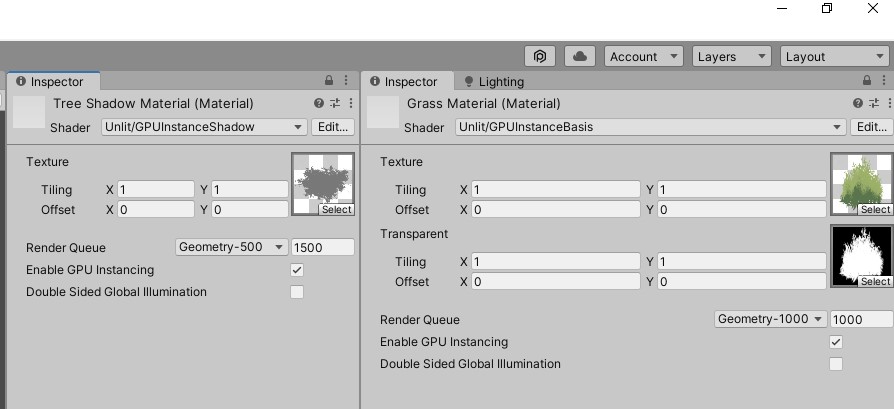 Account Layers Layout
Inspector
Tree Shadow Material (Material)
Shader Unlit/GPUInstanceShadow Edit...
Texture
Tiling X 1 Y 1
Offset X 0 Y 0
Select
Render Queue Geometry-500 1500
Enable GPU Instancing
Double Sided Global Illumination
Inspector Lighting
Grass Material (Material)
Shader Unlit/GPUInstanceBasis Edit...
Texture
Tiling X 1 Y 1
Offset X 0 Y 0
Select
Transparent
Tiling X 1 Y 1
Offset X 0 Y 0
Select
Render Queue Geometry-1000 1000
Enable GPU Instancing
Double Sided Global Illumination